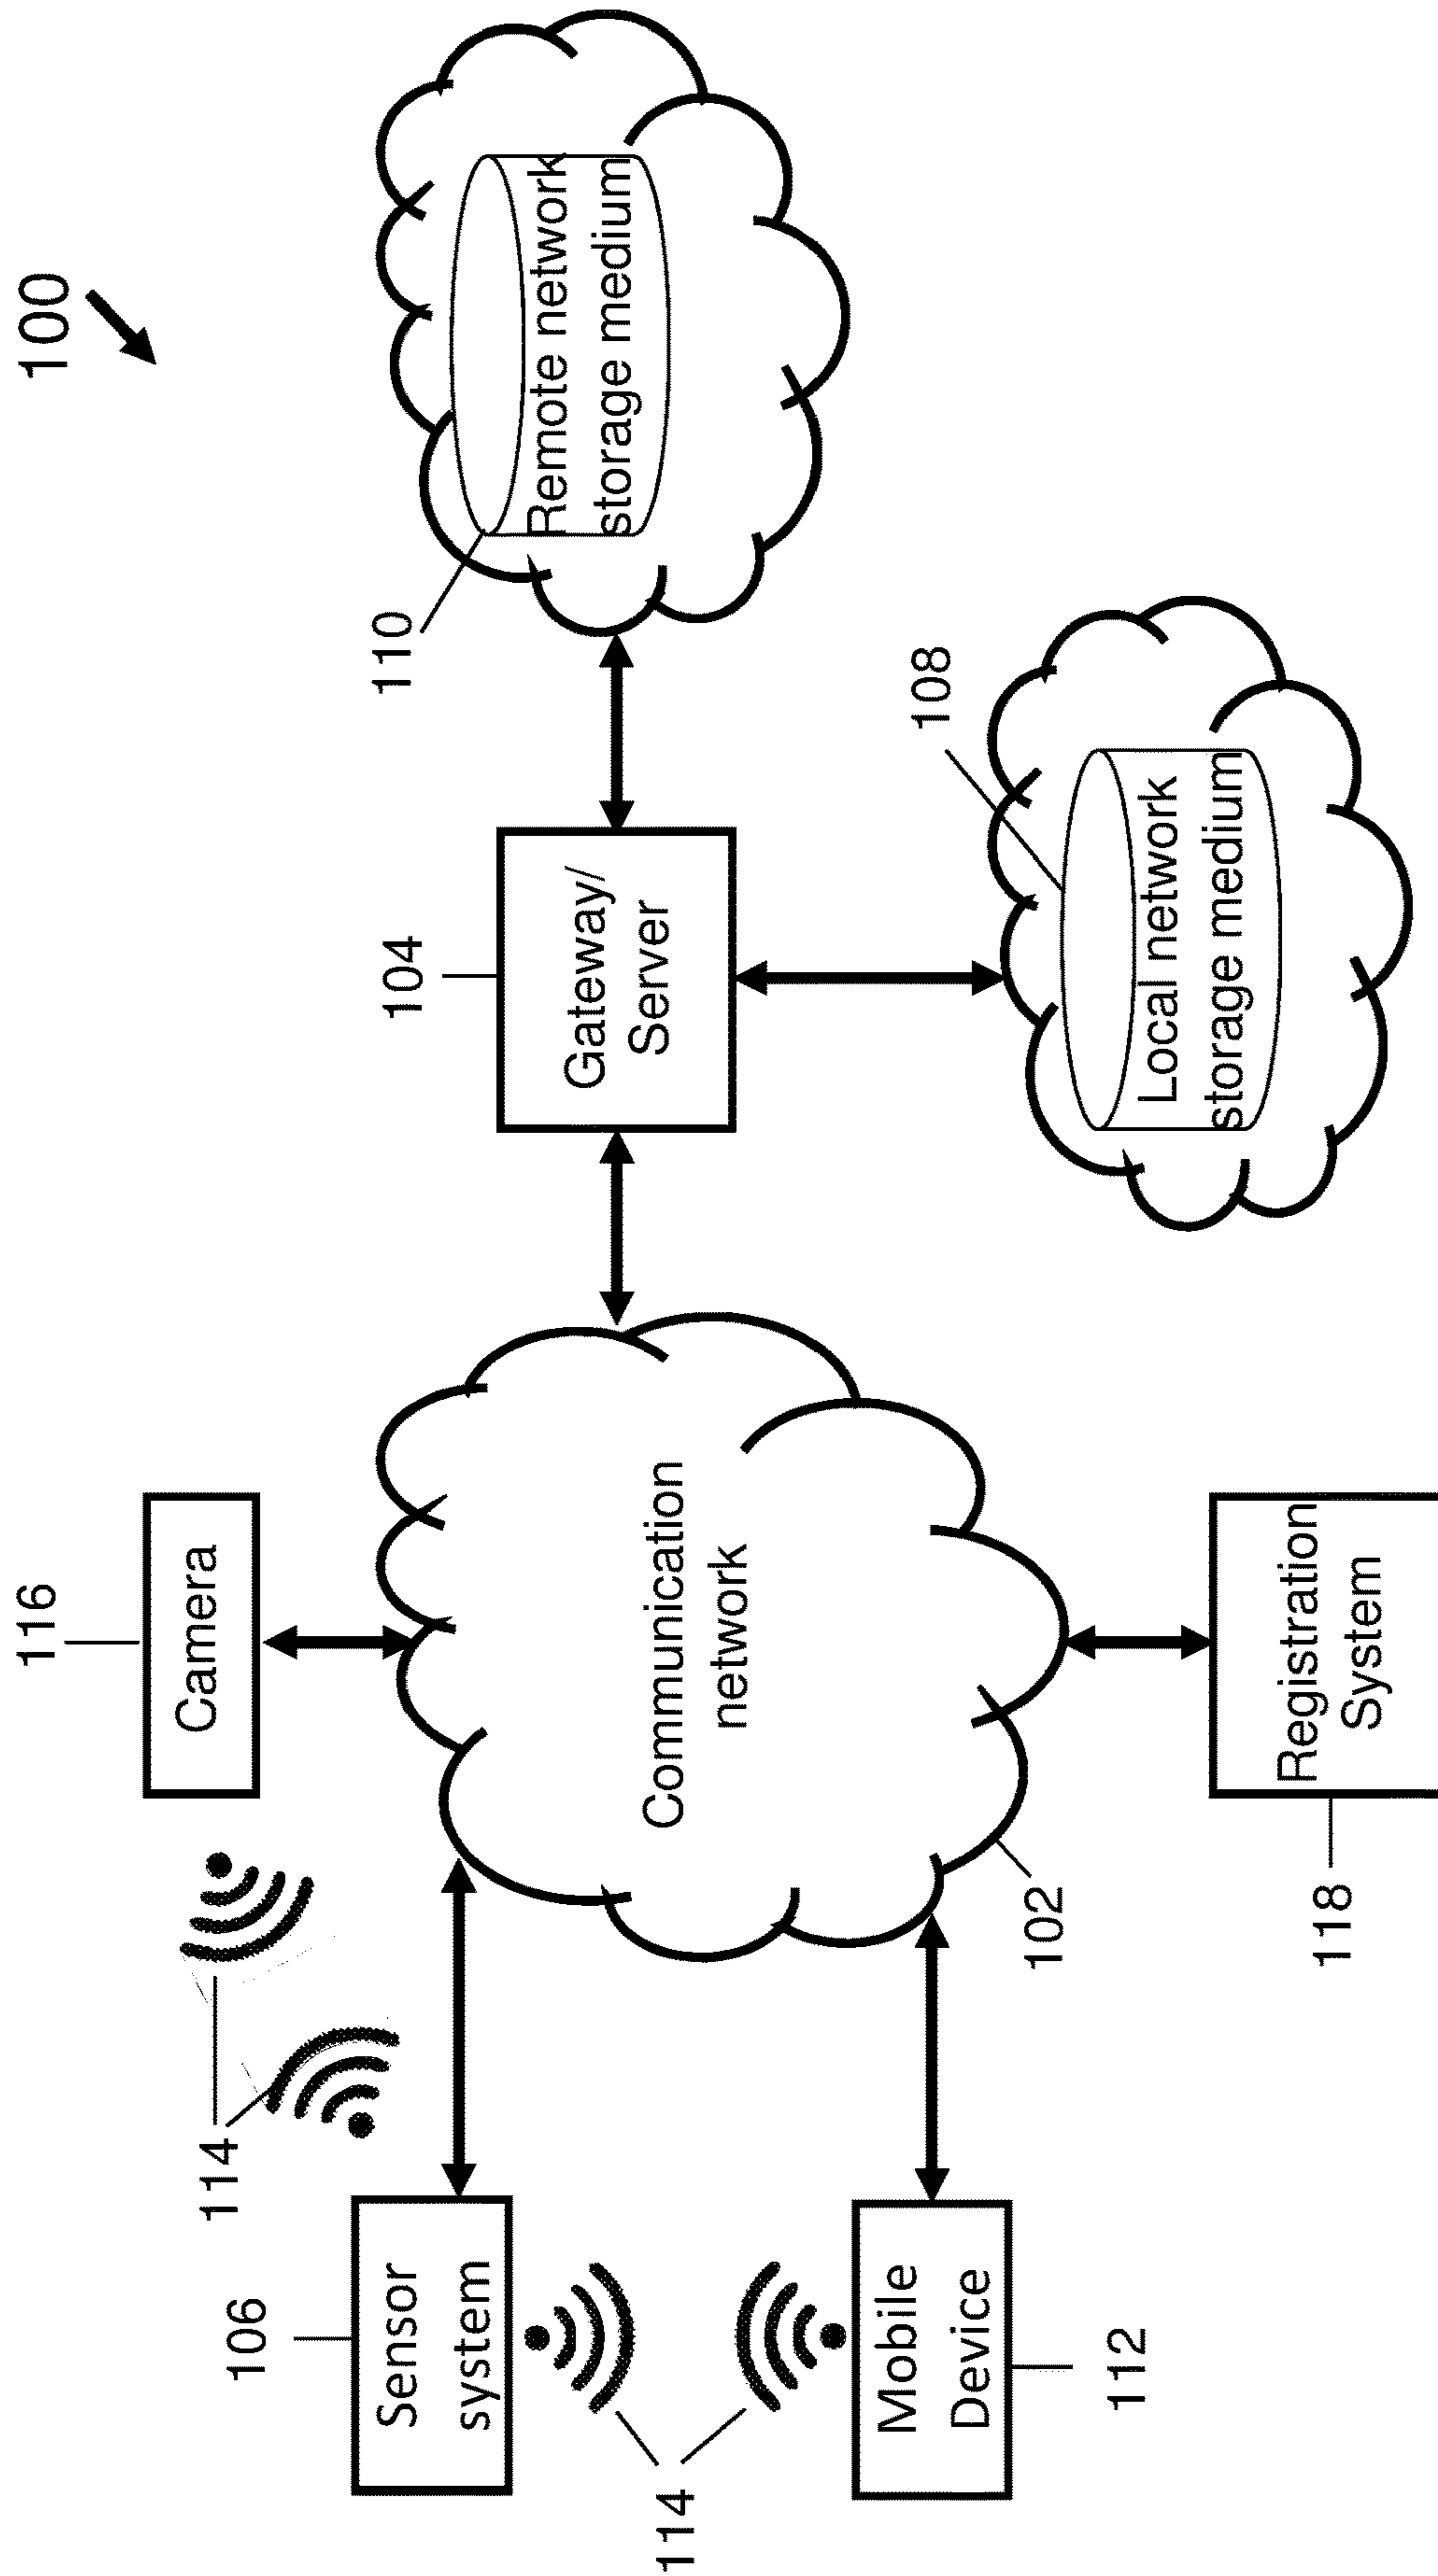 100
116
Camera
114
106
Sensor
system
114
Mobile
Device
112
Communication
network
102
Registration
System
118
104
Gateway/
Server
110
Remote network
storage medium
108
Local network
storage medium